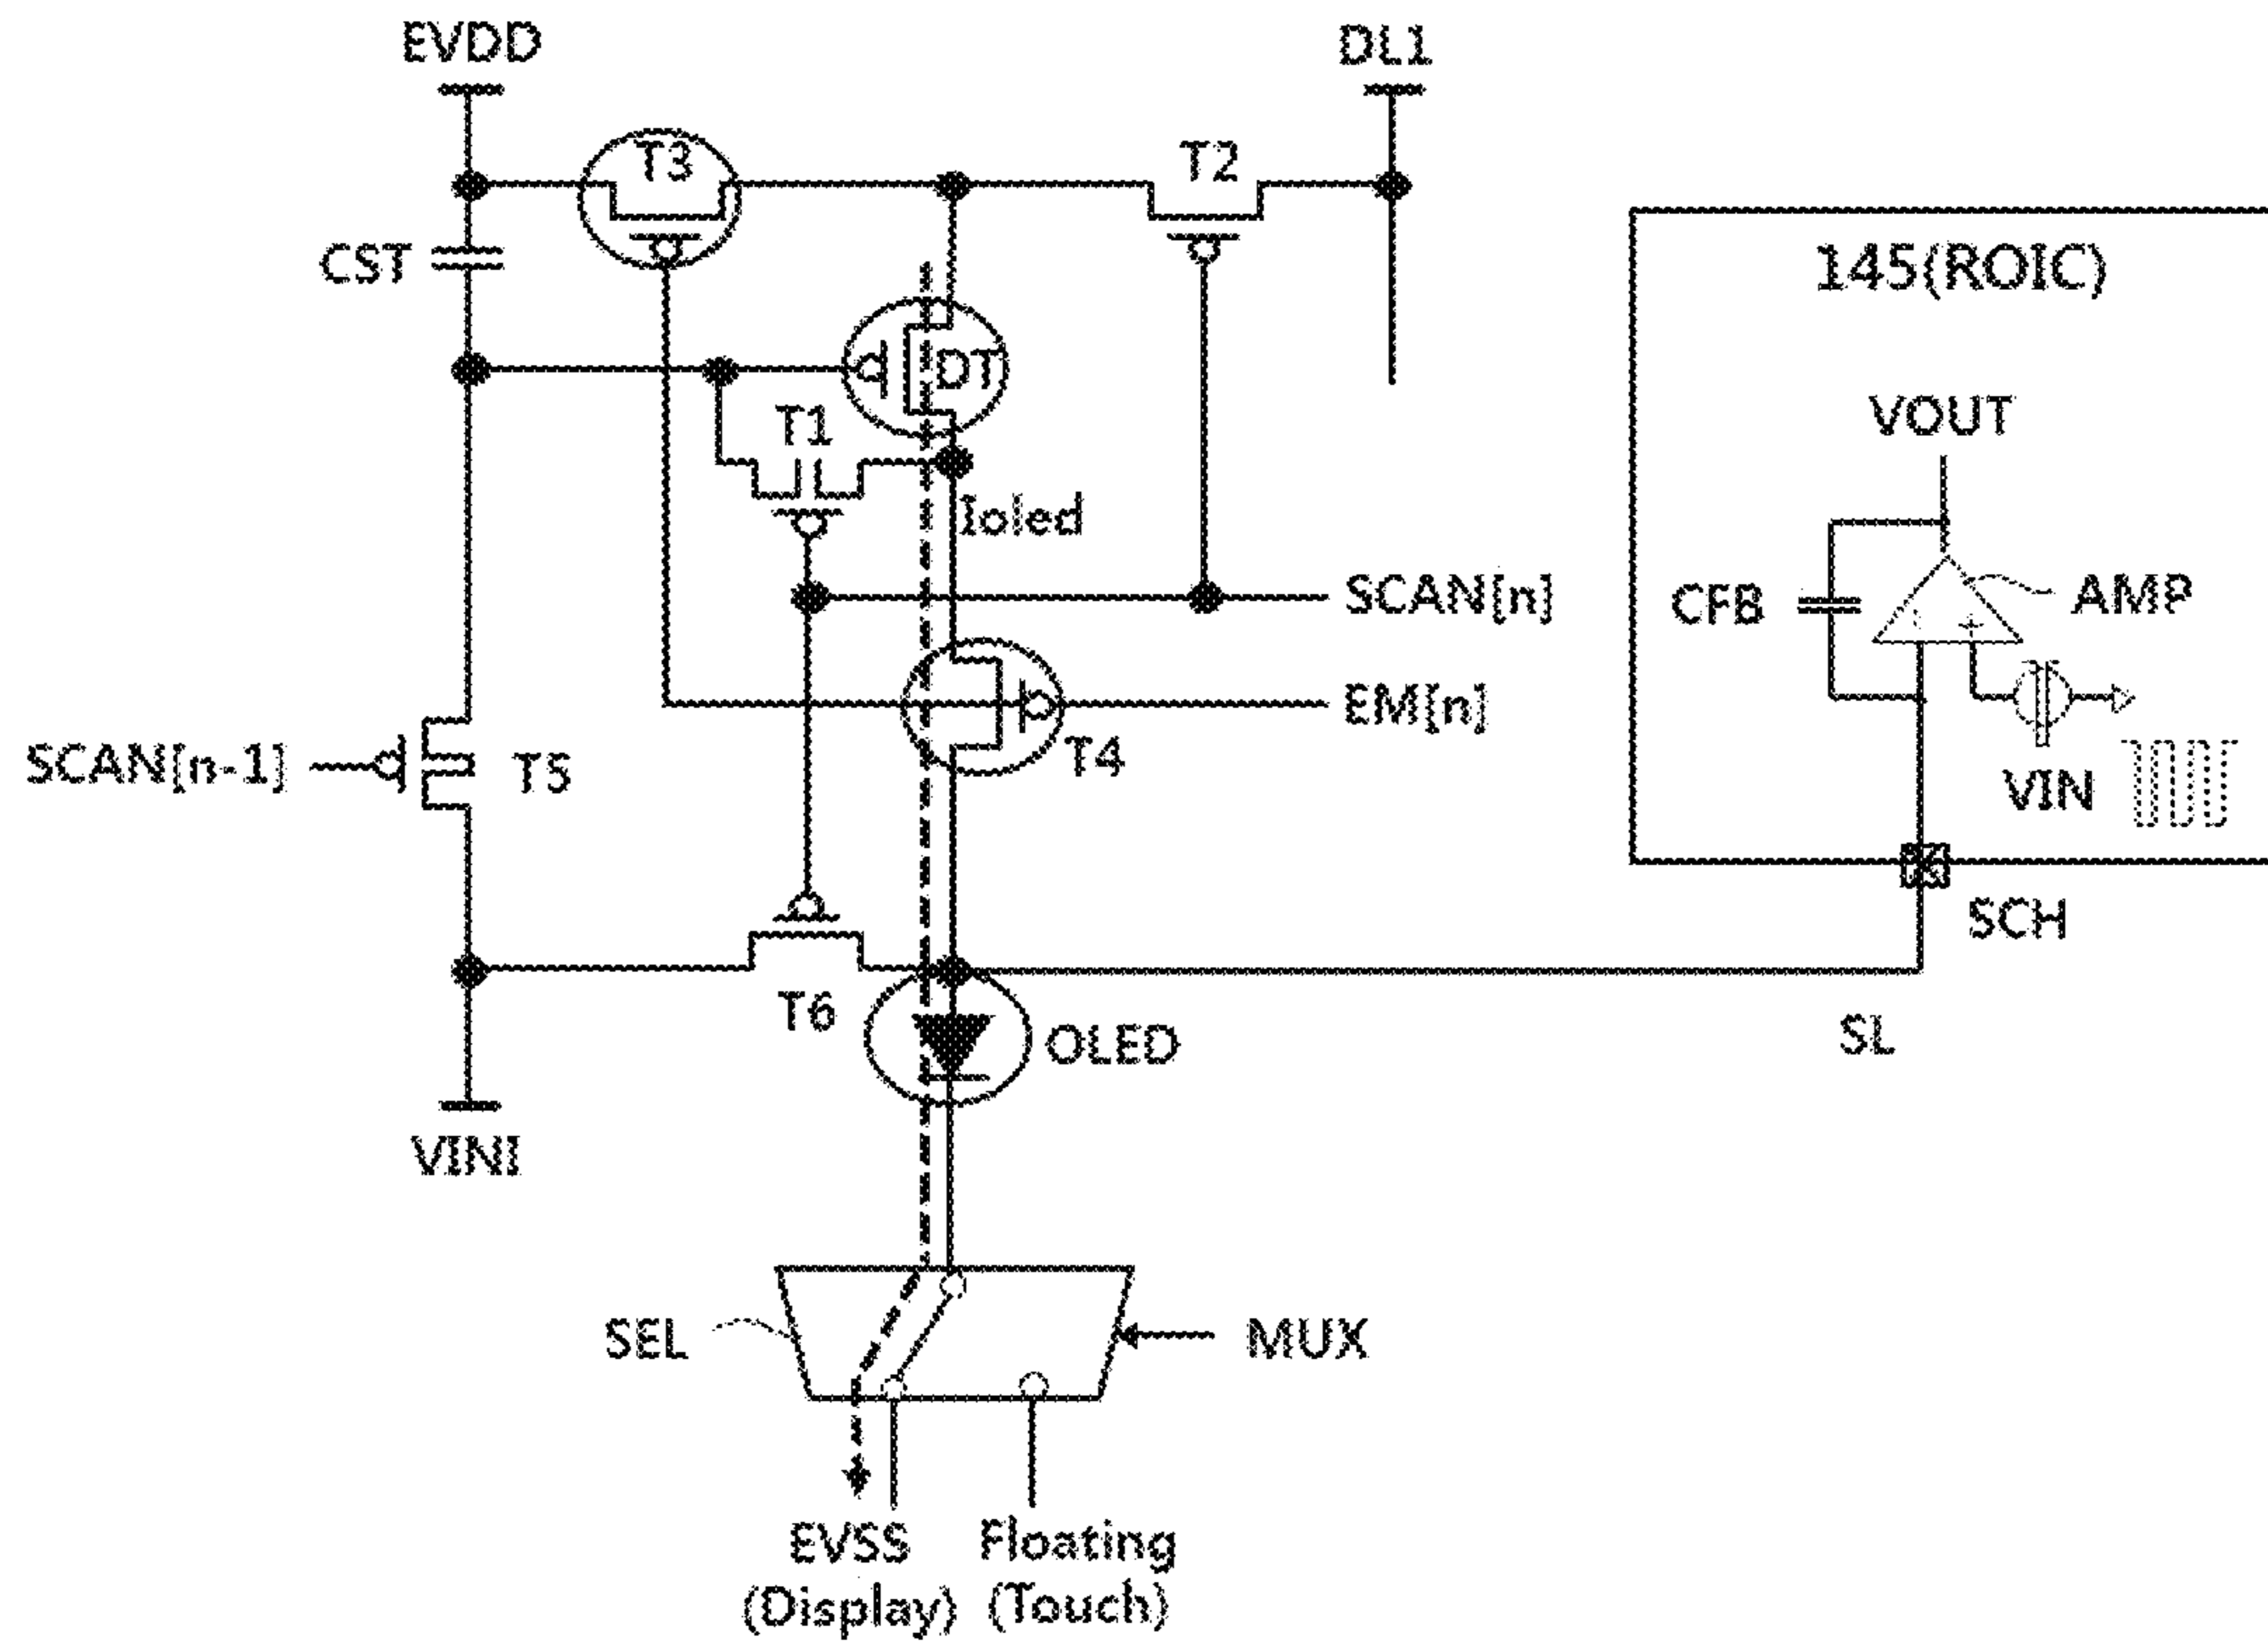 EVDD
DL1
T3
T2
CST
145(ROIC)
DT
VOUT
T1
Ioled
SCAN[n]
CFB
AMP
EM[n]
T4
SCAN[n-1]
T5
VIN
SCH
T6
OLED
SL
VINI
SEL
MUX
EVSS
(Display)
Floating
(Touch)